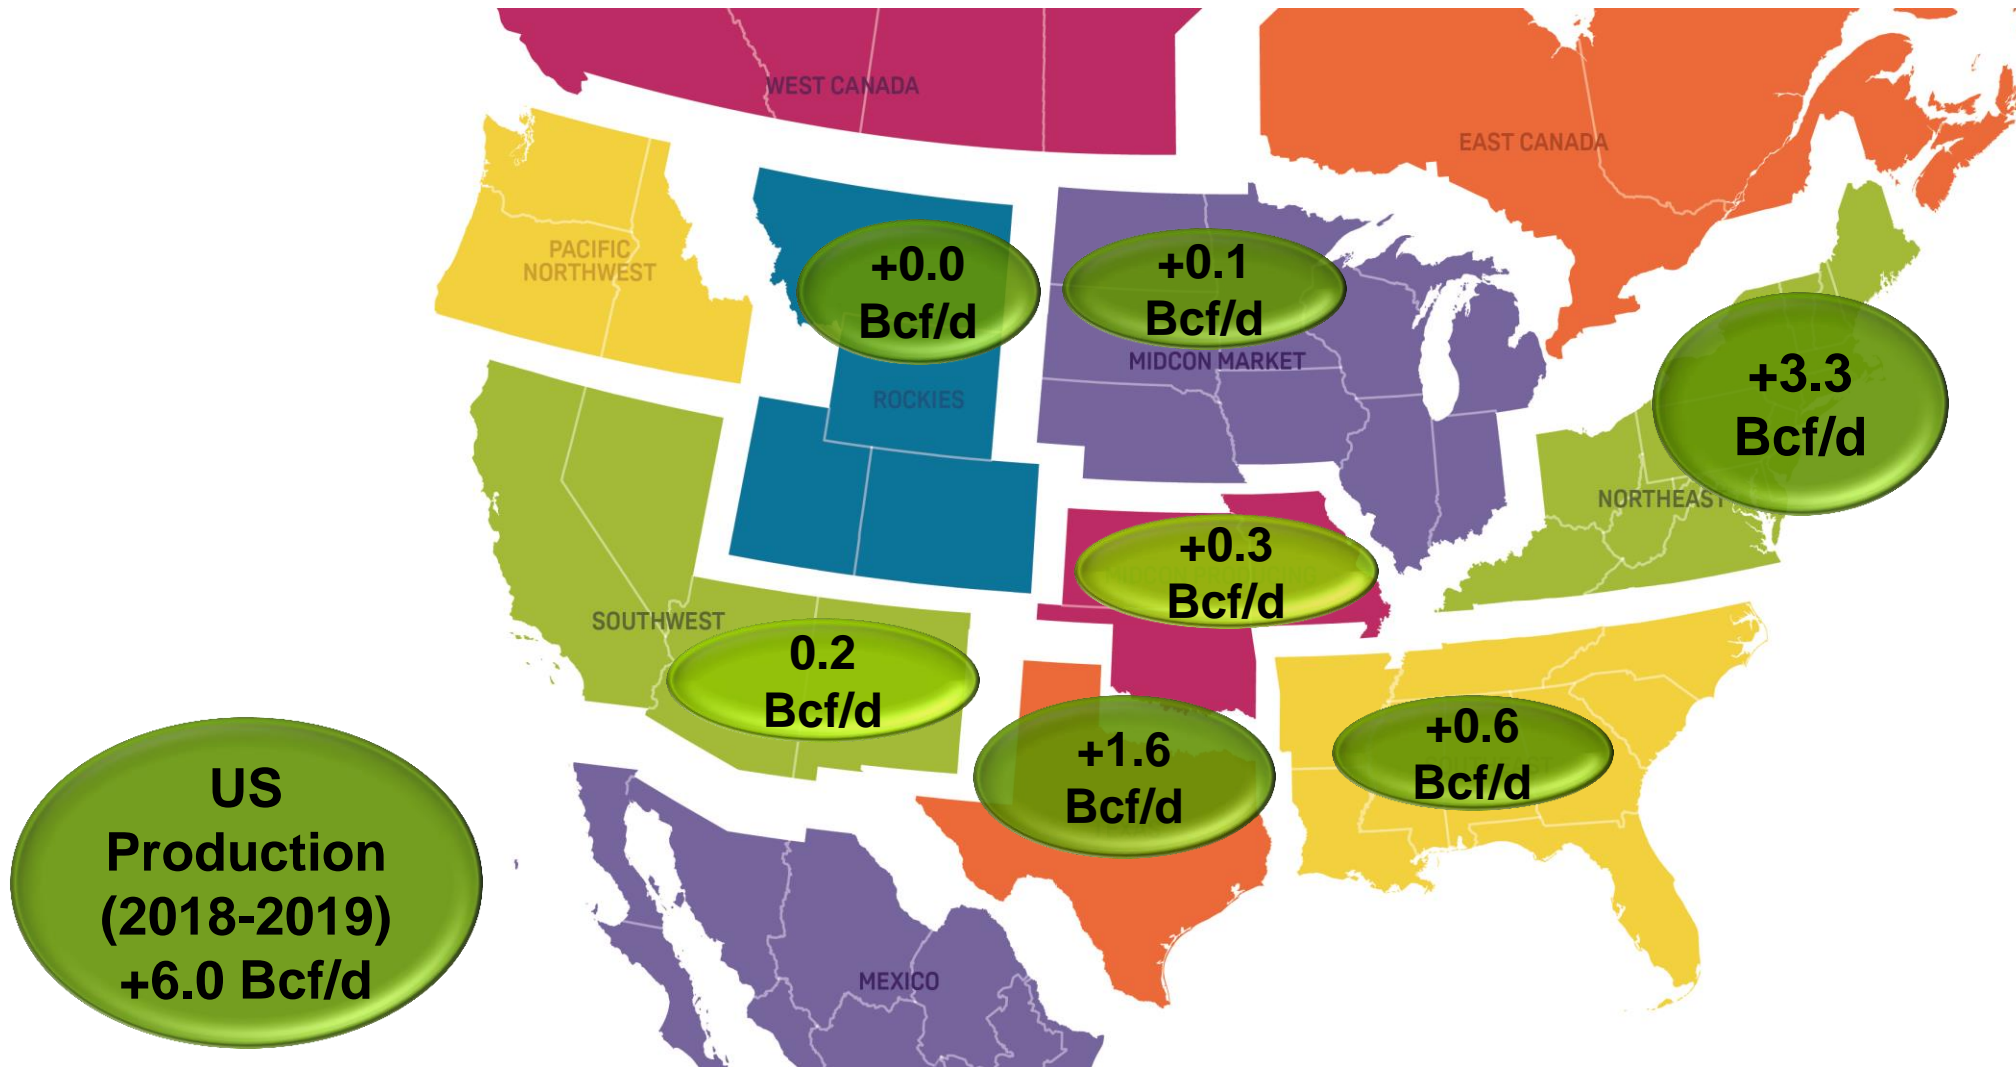 WEST CANADA
EAST CANADA
PACIFIC
NORTHWEST
+0.0
Bcf/d
+0.1
Bcf/d
MIDCON MARKET
ROCKIES
+3.3
Bcf/d
NORTHEAST
+0.3
Bcf/d
SOUTHWEST
0.2
Bcf/d
+1.6
Bcf/d
+0.6
Bcf/d
US
Production
(2018-2019)
+6.0 Bcf/d
MEXICO